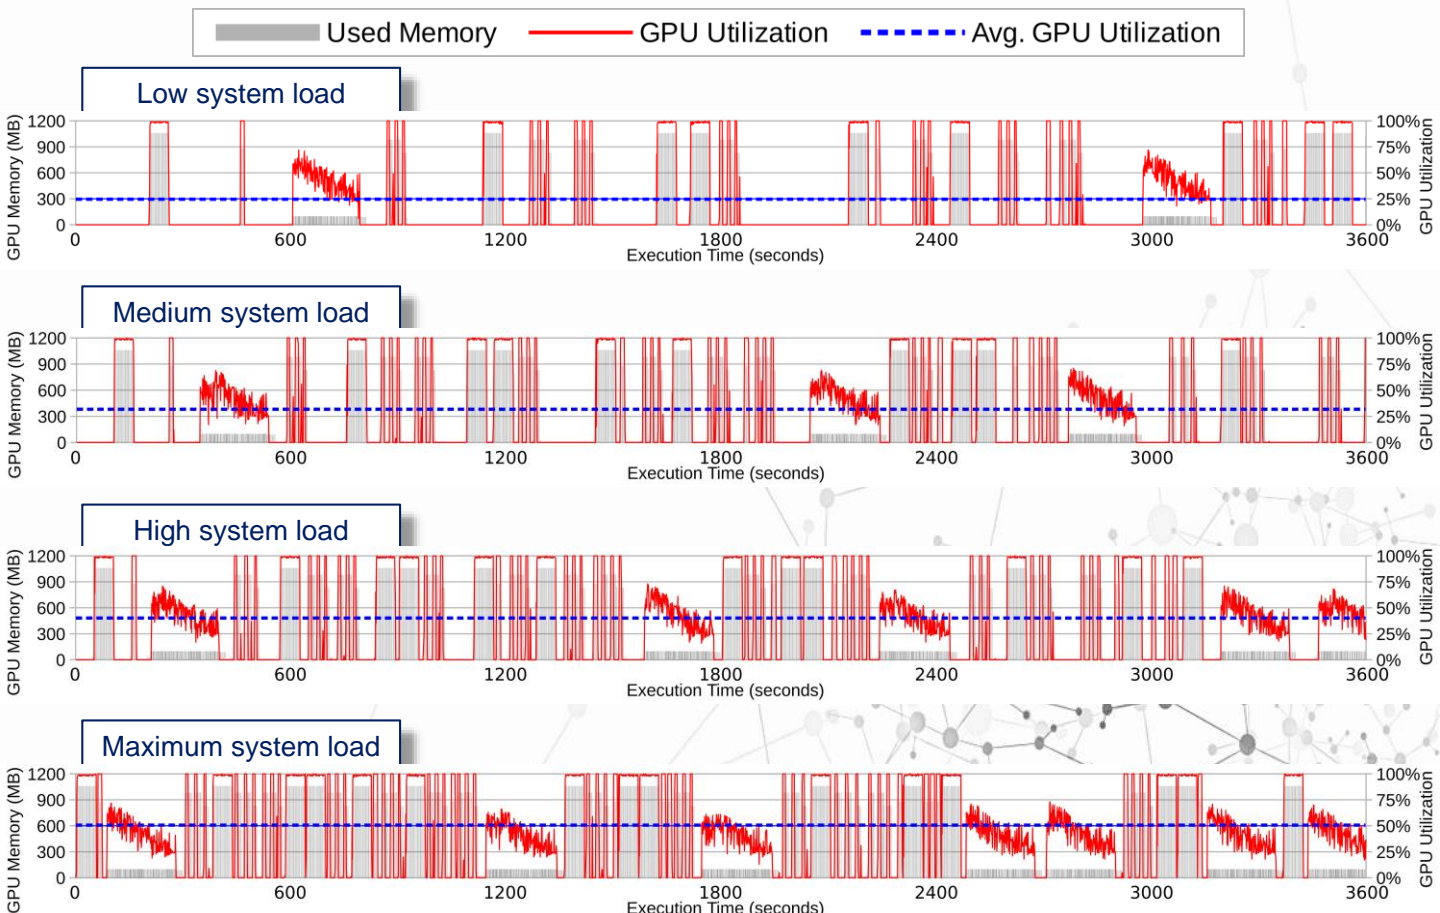 Used Memory GPU Utilization Avg. GPU Utilization
Low system load
GPU Memory (MB)
1200
900
600
300
0
100%
75%
50%
25%
0%
GPU Utilization
0 600 1200 1800 2400 3000 3600
Execution Time (seconds)
Medium system load
GPU Memory (MB)
1200
900
600
300
0
100%
75%
50%
25%
0%
GPU Utilization
0 600 1200 1800 2400 3000 3600
Execution Time (seconds)
High system load
GPU Memory (MB)
1200
900
600
300
0
100%
75%
50%
25%
0%
GPU Utilization
0 600 1200 1800 2400 3000 3600
Execution Time (seconds)
Maximum system load
GPU Memory (MB)
1200
900
600
300
0
100%
75%
50%
25%
0%
GPU Utilization
0 600 1200 1800 2400 3000 3600
Execution Time (seconds)